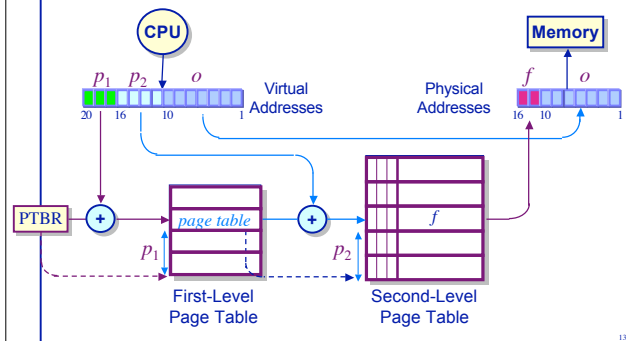 CPU
Memory
p1 p2 o
Virtual
Addresses
Physical
Addresses
f o
20 16 10 1
16 10 1
PTBR
+
page table
+
f
p1
p2
First-Level
Page Table
Second-Level
Page Table
13